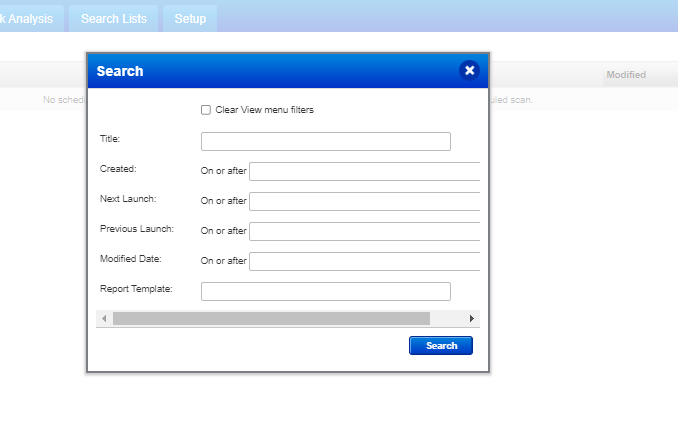 k Analysis Search Lists Setup
Search
Modified
No sched
uled scan.
Clear View menu filters
Title:
Created: On or after
Next Launch: On or after
Previous Launch: On or after
Modified Date: On or after
Report Template:
Search